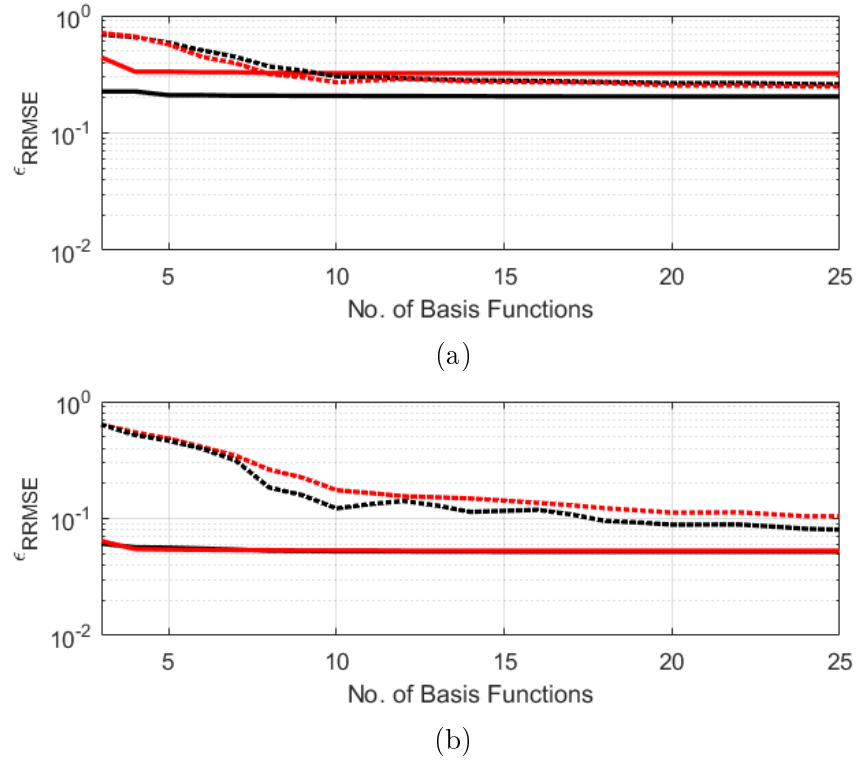 10^0
10^-1
10^-2
ϵ_RRMSE
5 10 15 20 25
No. of Basis Functions
(a)
10^0
10^-1
10^-2
ϵ_RRMSE
5 10 15 20 25
No. of Basis Functions
(b)